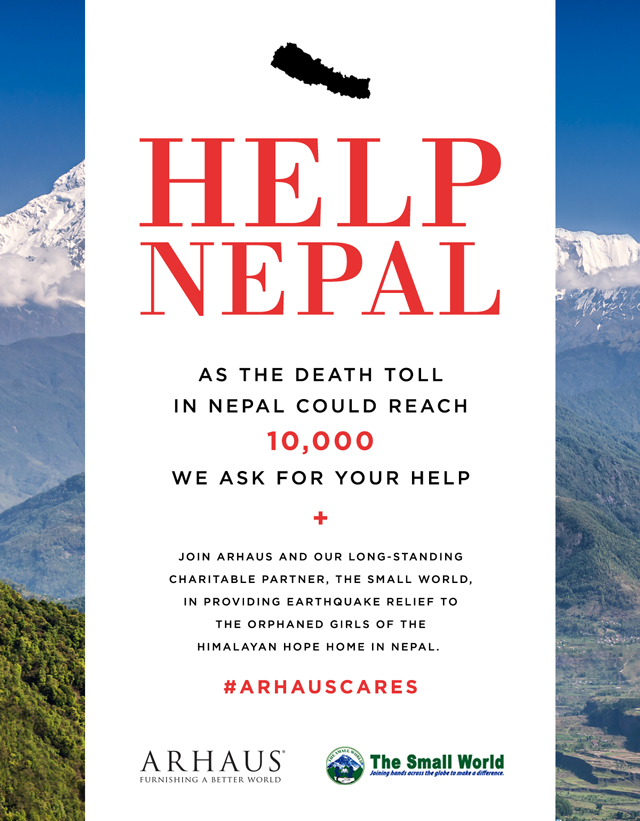 HELP
NEPAL
AS THE DEATH TOLL
IN NEPAL COULD REACH
10,000
WE ASK FOR YOUR HELP
+
JOIN ARHAUS AND OUR LONG-STANDING
CHARITABLE PARTNER, THE SMALL WORLD,
IN PROVIDING EARTHQUAKE RELIEF TO
THE ORPHANED GIRLS OF THE
HIMALAYAN HOPE HOME IN NEPAL.
#ARHAUSCARES
ARHAUS®
FURNISHING A BETTER WORLD
THE SMALL WORLD
The Small World
Joining hands across the globe to make a difference.